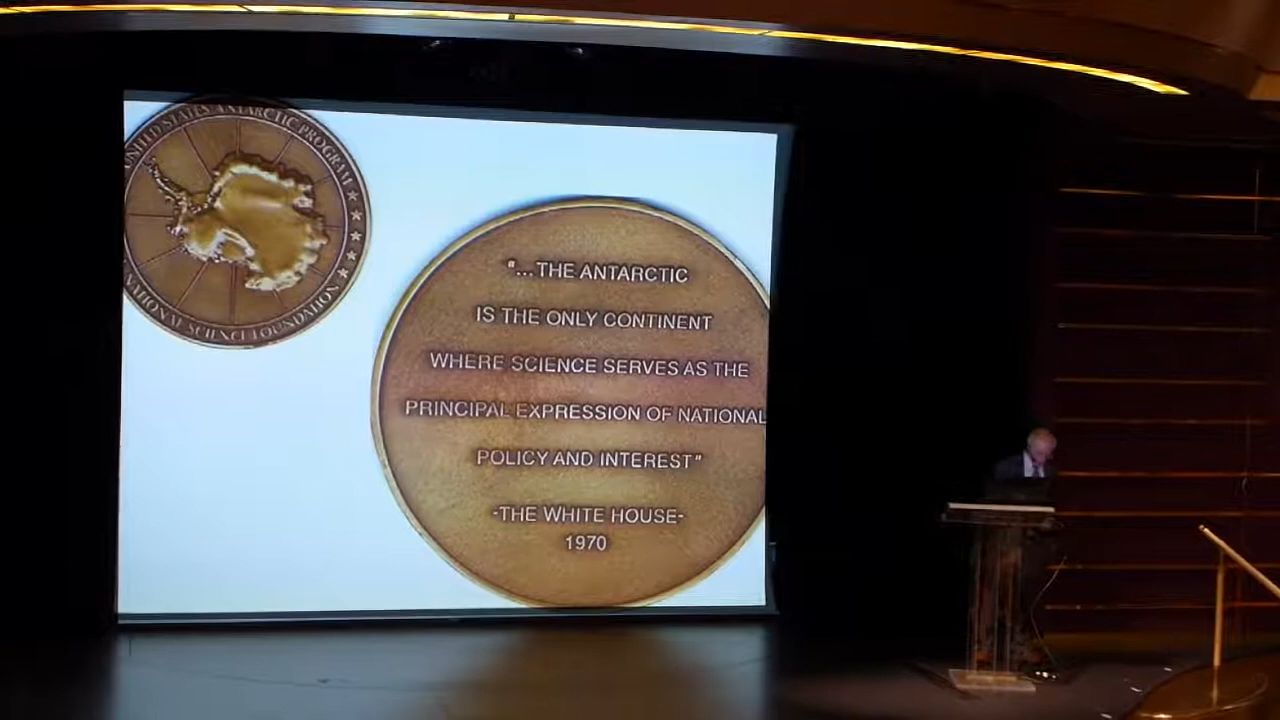 UNITED STATES ANTARCTIC PROGRAM
NATIONAL SCIENCE FOUNDATION
"...THE ANTARCTIC
IS THE ONLY CONTINENT
WHERE SCIENCE SERVES AS THE
PRINCIPAL EXPRESSION OF NATIONAL
POLICY AND INTEREST"
-THE WHITE HOUSE-
1970